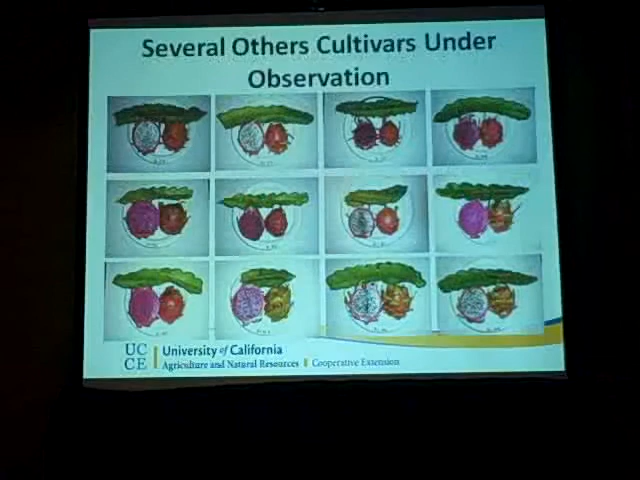 Several Others Cultivars Under
Observation
UC
CE
University of California
Agriculture and Natural Resources
Cooperative Extension